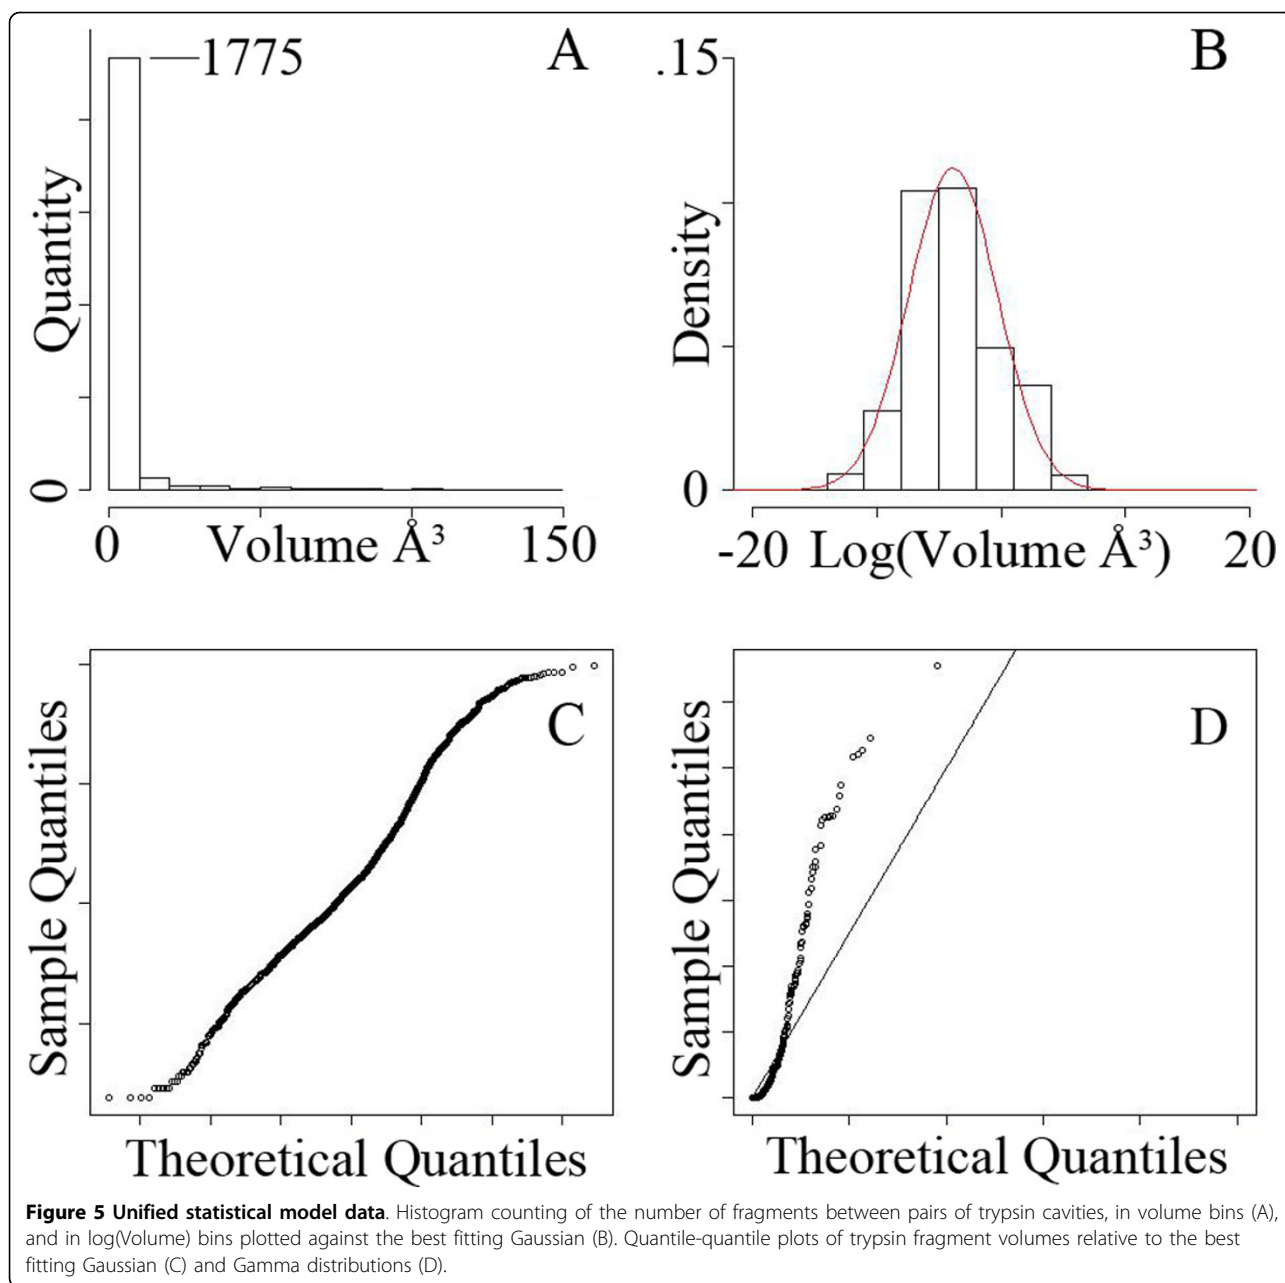 1775
A
Quantity
0
0
Volume Å³
150
.15
B
Density
0
-20
Log(Volume Å³)
20
C
Sample Quantiles
Theoretical Quantiles
D
Sample Quantiles
Theoretical Quantiles
Figure 5 Unified statistical model data. Histogram counting of the number of fragments between pairs of trypsin cavities, in volume bins (A),
and in log(Volume) bins plotted against the best fitting Gaussian (B). Quantile-quantile plots of trypsin fragment volumes relative to the best
fitting Gaussian (C) and Gamma distributions (D).